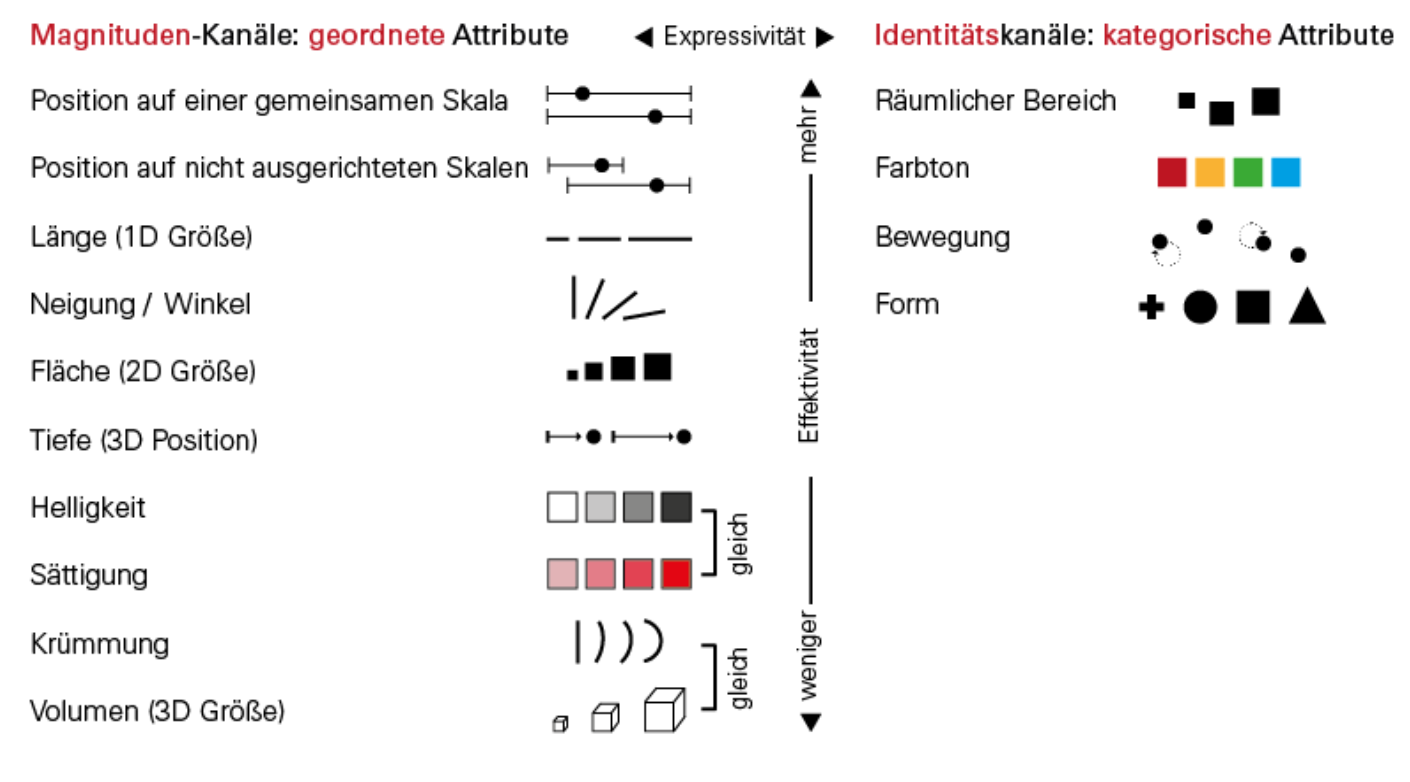 Magnituden-Kanäle: geordnete Attribute
Position auf einer gemeinsamen Skala
Position auf nicht ausgerichteten Skalen
Länge (1D Größe)
Neigung / Winkel
Fläche (2D Größe)
Tiefe (3D Position)
Helligkeit
Sättigung
gleich
Krümmung
Volumen (3D Größe)
gleich
Expressivität
mehr
Effektivität
weniger
Identitätskanäle: kategorische Attribute
Räumlicher Bereich
Farbton
Bewegung
Form